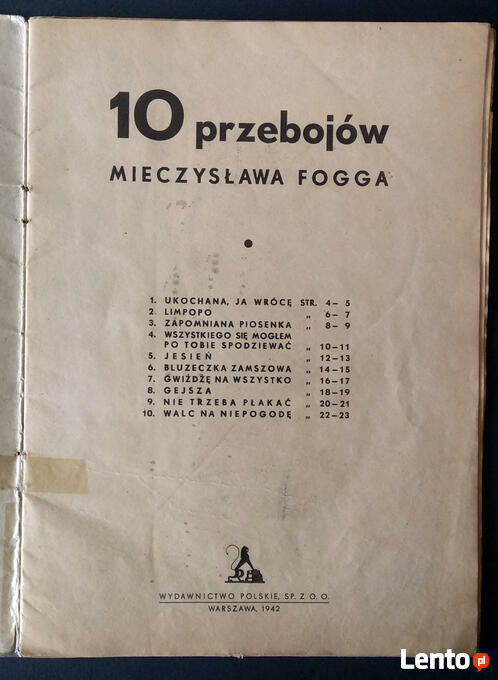 10 przebojów
MIECZYSŁAWA FOGGA
1. UKOCHANA, JA WRÓCĘ STR. 4– 5
2. LIMPOPO „ 6– 7
3. ZAPOMNIANA PIOSENKA „ 8– 9
4. WSZYSTKIEGO SIĘ MOGŁEM
PO TOBIE SPODZIEWAĆ „ 10–11
5. JESIEŃ „ 12–13
6. BLUZECZKA ZAMSZOWA „ 14–15
7. GWIŻDŻĘ NA WSZYSTKO „ 16–17
8. GEJSZA „ 18–19
9. NIE TRZEBA PŁAKAĆ „ 20–21
10. WALC NA NIEPOGODĘ „ 22–23
WYDAWNICTWO POLSKIE, SP. Z O. O.
WARSZAWA, 1942
Lento.pl